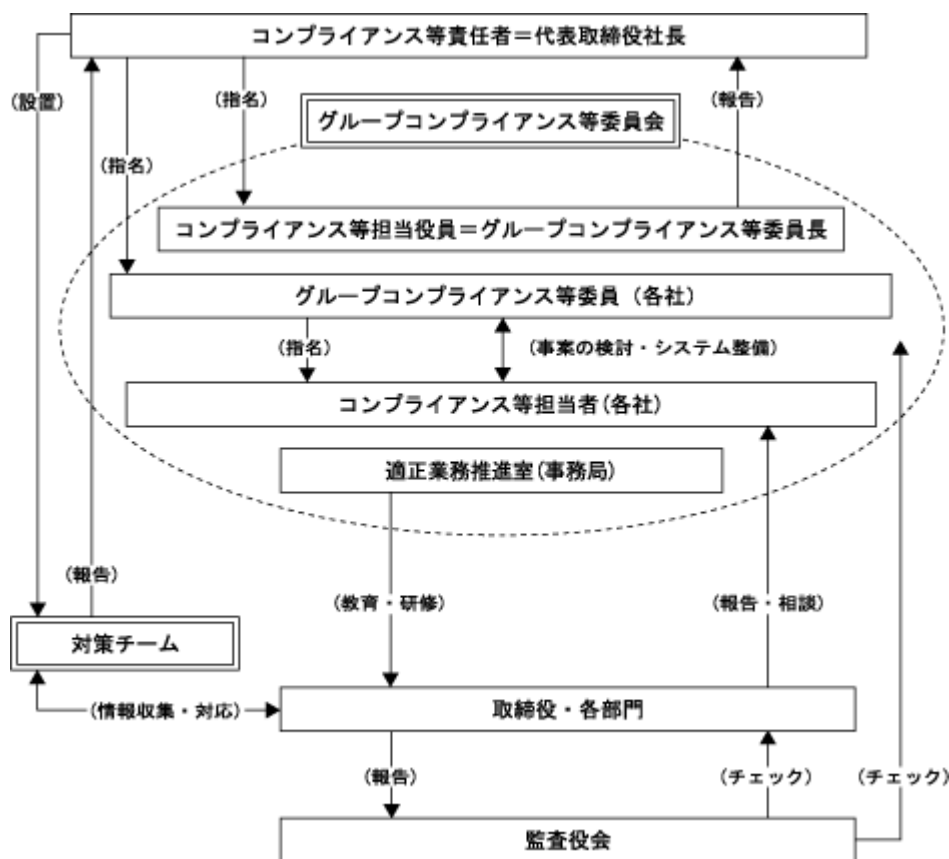 コンプライアンス等責任者＝代表取締役社長
(設置)
(指名)
(報告)
グループコンプライアンス等委員会
(指名)
コンプライアンス等担当役員＝グループコンプライアンス等委員長
グループコンプライアンス等委員（各社）
(指名)
(事案の検討・システム整備)
コンプライアンス等担当者(各社)
適正業務推進室(事務局)
(報告)
(教育・研修)
(報告・相談)
対策チーム
(情報収集・対応)
取締役・各部門
(報告)
(チェック)
(チェック)
監査役会